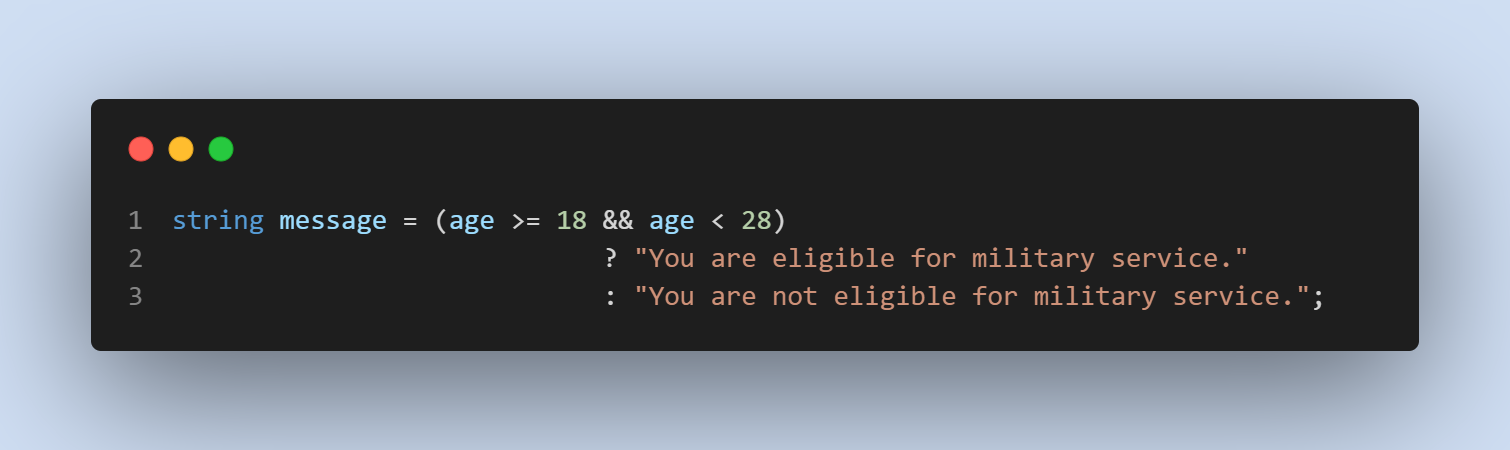 1 string message = (age >= 18 && age < 28)
2                             ? "You are eligible for military service."
3                             : "You are not eligible for military service.";